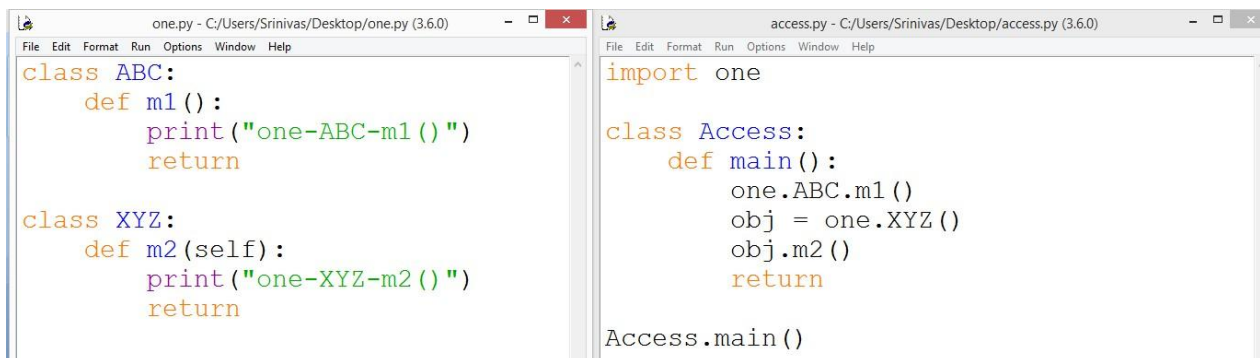 one.py - C:/Users/Srinivas/Desktop/one.py (3.6.0)
File Edit Format Run Options Window Help
class ABC:
    def m1():
        print("one-ABC-m1()")
        return

class XYZ:
    def m2(self):
        print("one-XYZ-m2()")
        return
access.py - C:/Users/Srinivas/Desktop/access.py (3.6.0)
File Edit Format Run Options Window Help
import one

class Access:
    def main():
        one.ABC.m1()
        obj = one.XYZ()
        obj.m2()
        return

Access.main()